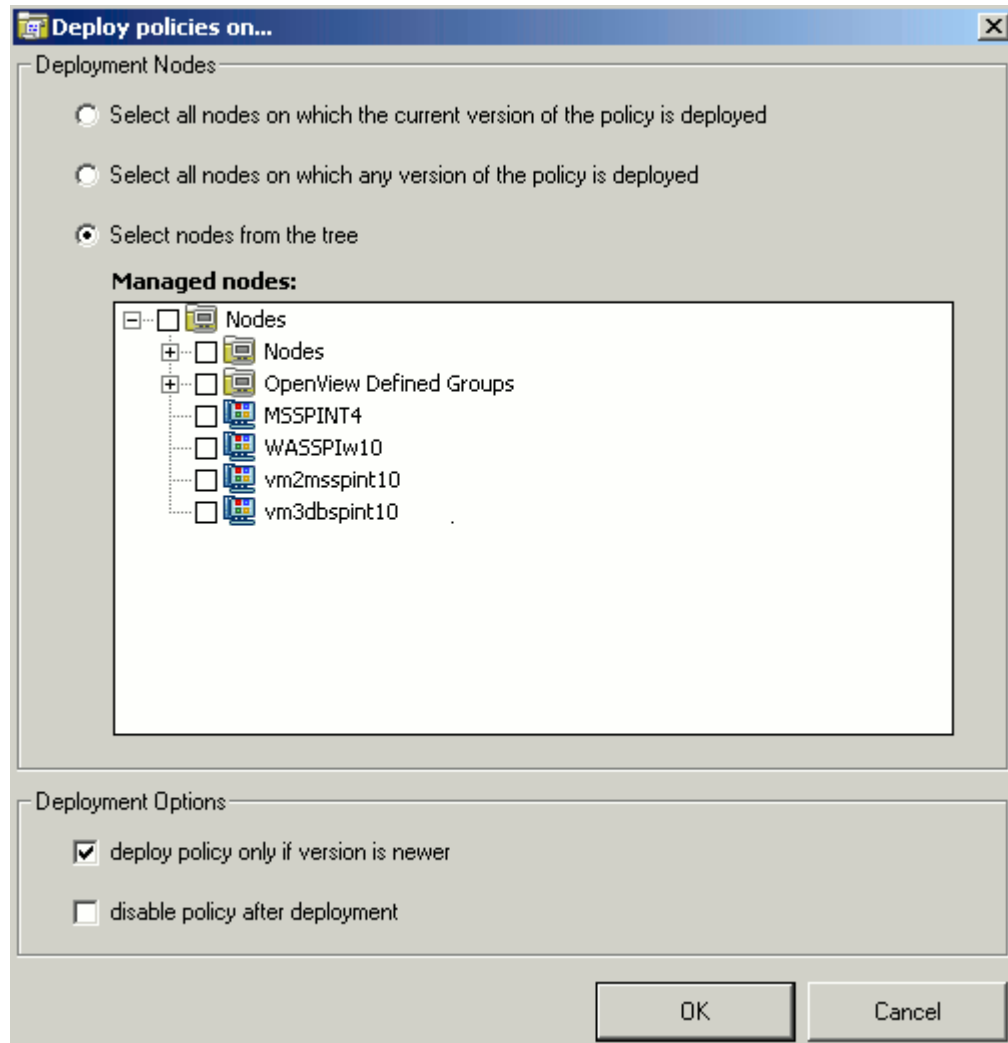 Deploy policies on...
Deployment Nodes
Select all nodes on which the current version of the policy is deployed
Select all nodes on which any version of the policy is deployed
Select nodes from the tree
Managed nodes:
Nodes
Nodes
OpenView Defined Groups
MSSPINT4
WASSPIw10
vm2msspint10
vm3dbspint10
Deployment Options
deploy policy only if version is newer
disable policy after deployment
OK Cancel